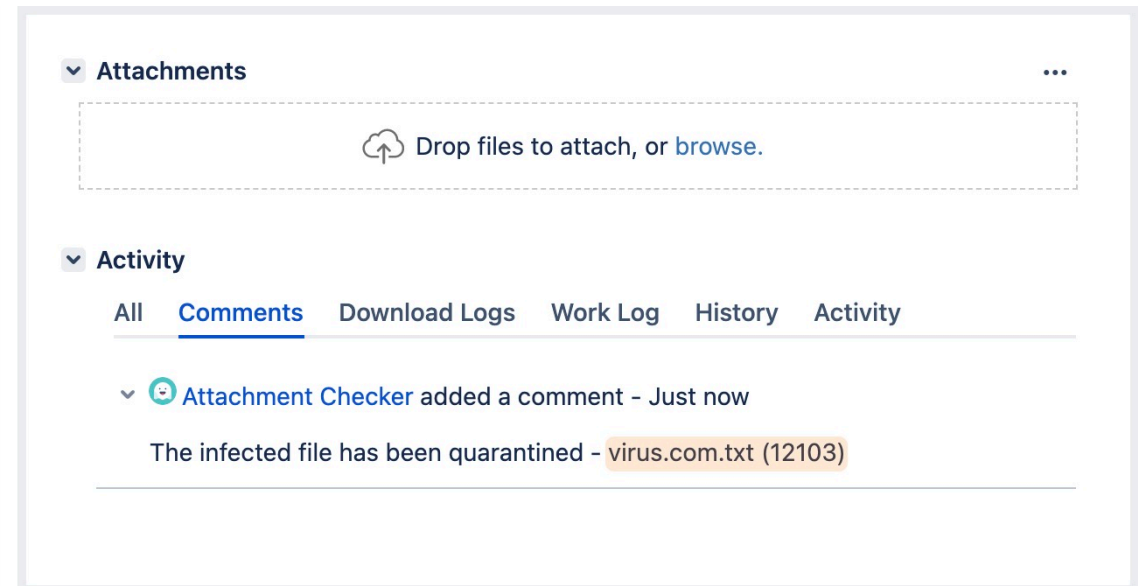 Attachments
Drop files to attach, or browse.
Activity
All Comments Download Logs Work Log History Activity
Attachment Checker added a comment - Just now
The infected file has been quarantined - virus.com.txt (12103)